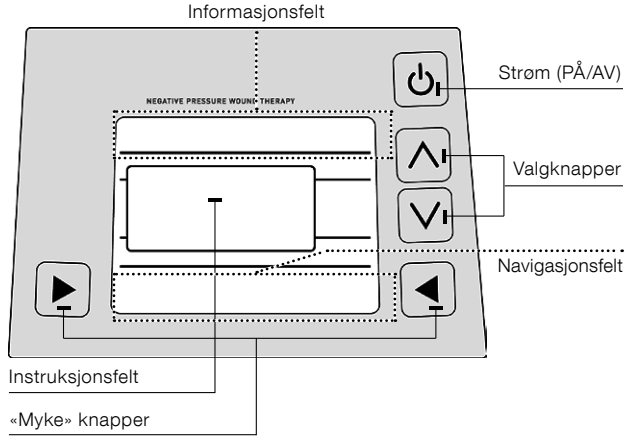 Informasjonsfelt
Strøm (PÅ/AV)
NEGATIVE PRESSURE WOUND THERAPY
Valgknapper
Navigasjonsfelt
Instruksjonsfelt
«Myke» knapper